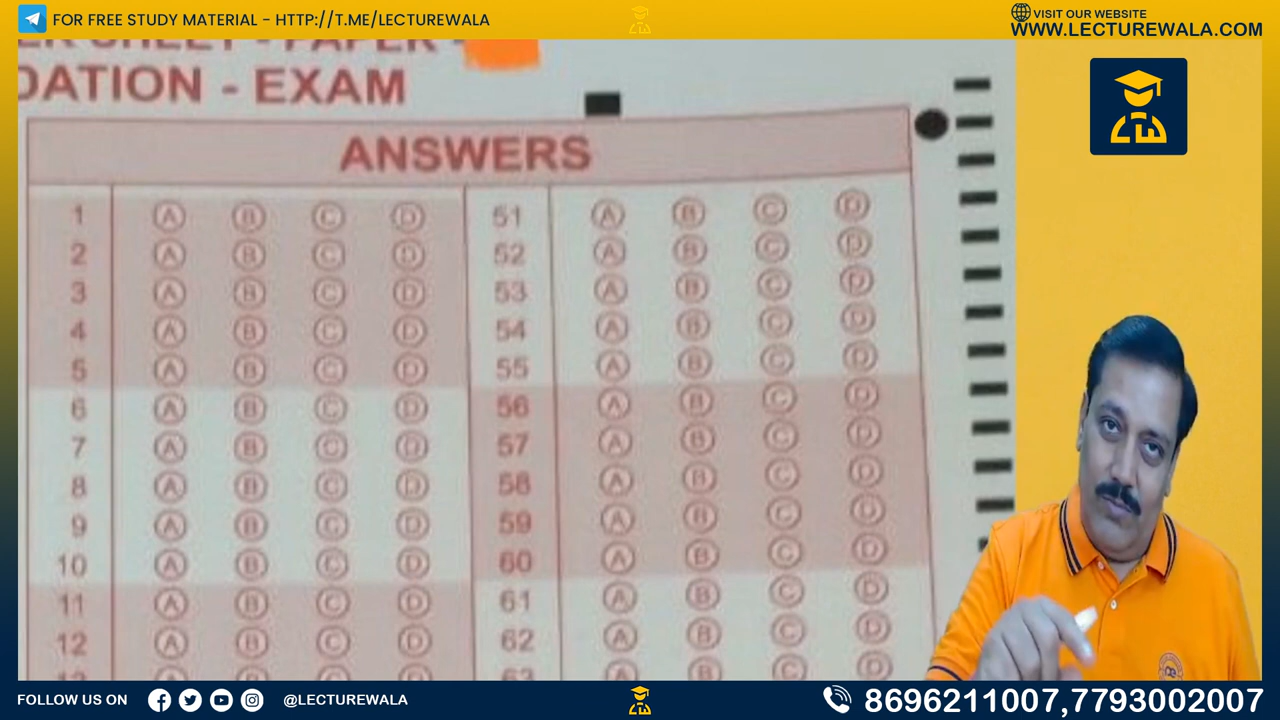 FOR FREE STUDY MATERIAL - HTTP://T.ME/LECTUREWALA
VISIT OUR WEBSITE
WWW.LECTUREWALA.COM
SHEET - PAPER -
DATION - EXAM
ANSWERS
1 A B C D 51 A B C D
2 A B C D 52 A B C D
3 A B C D 53 A B C D
4 A B C D 54 A B C D
5 A B C D 55 A B C D
6 A B C D 56 A B C D
7 A B C D 57 A B C D
8 A B C D 58 A B C D
9 A B C D 59 A B C D
10 A B C D 60 A B C D
11 A B C D 61 A B C D
12 A B C D 62 A B C D
FOLLOW US ON
@LECTUREWALA
8696211007,7793002007